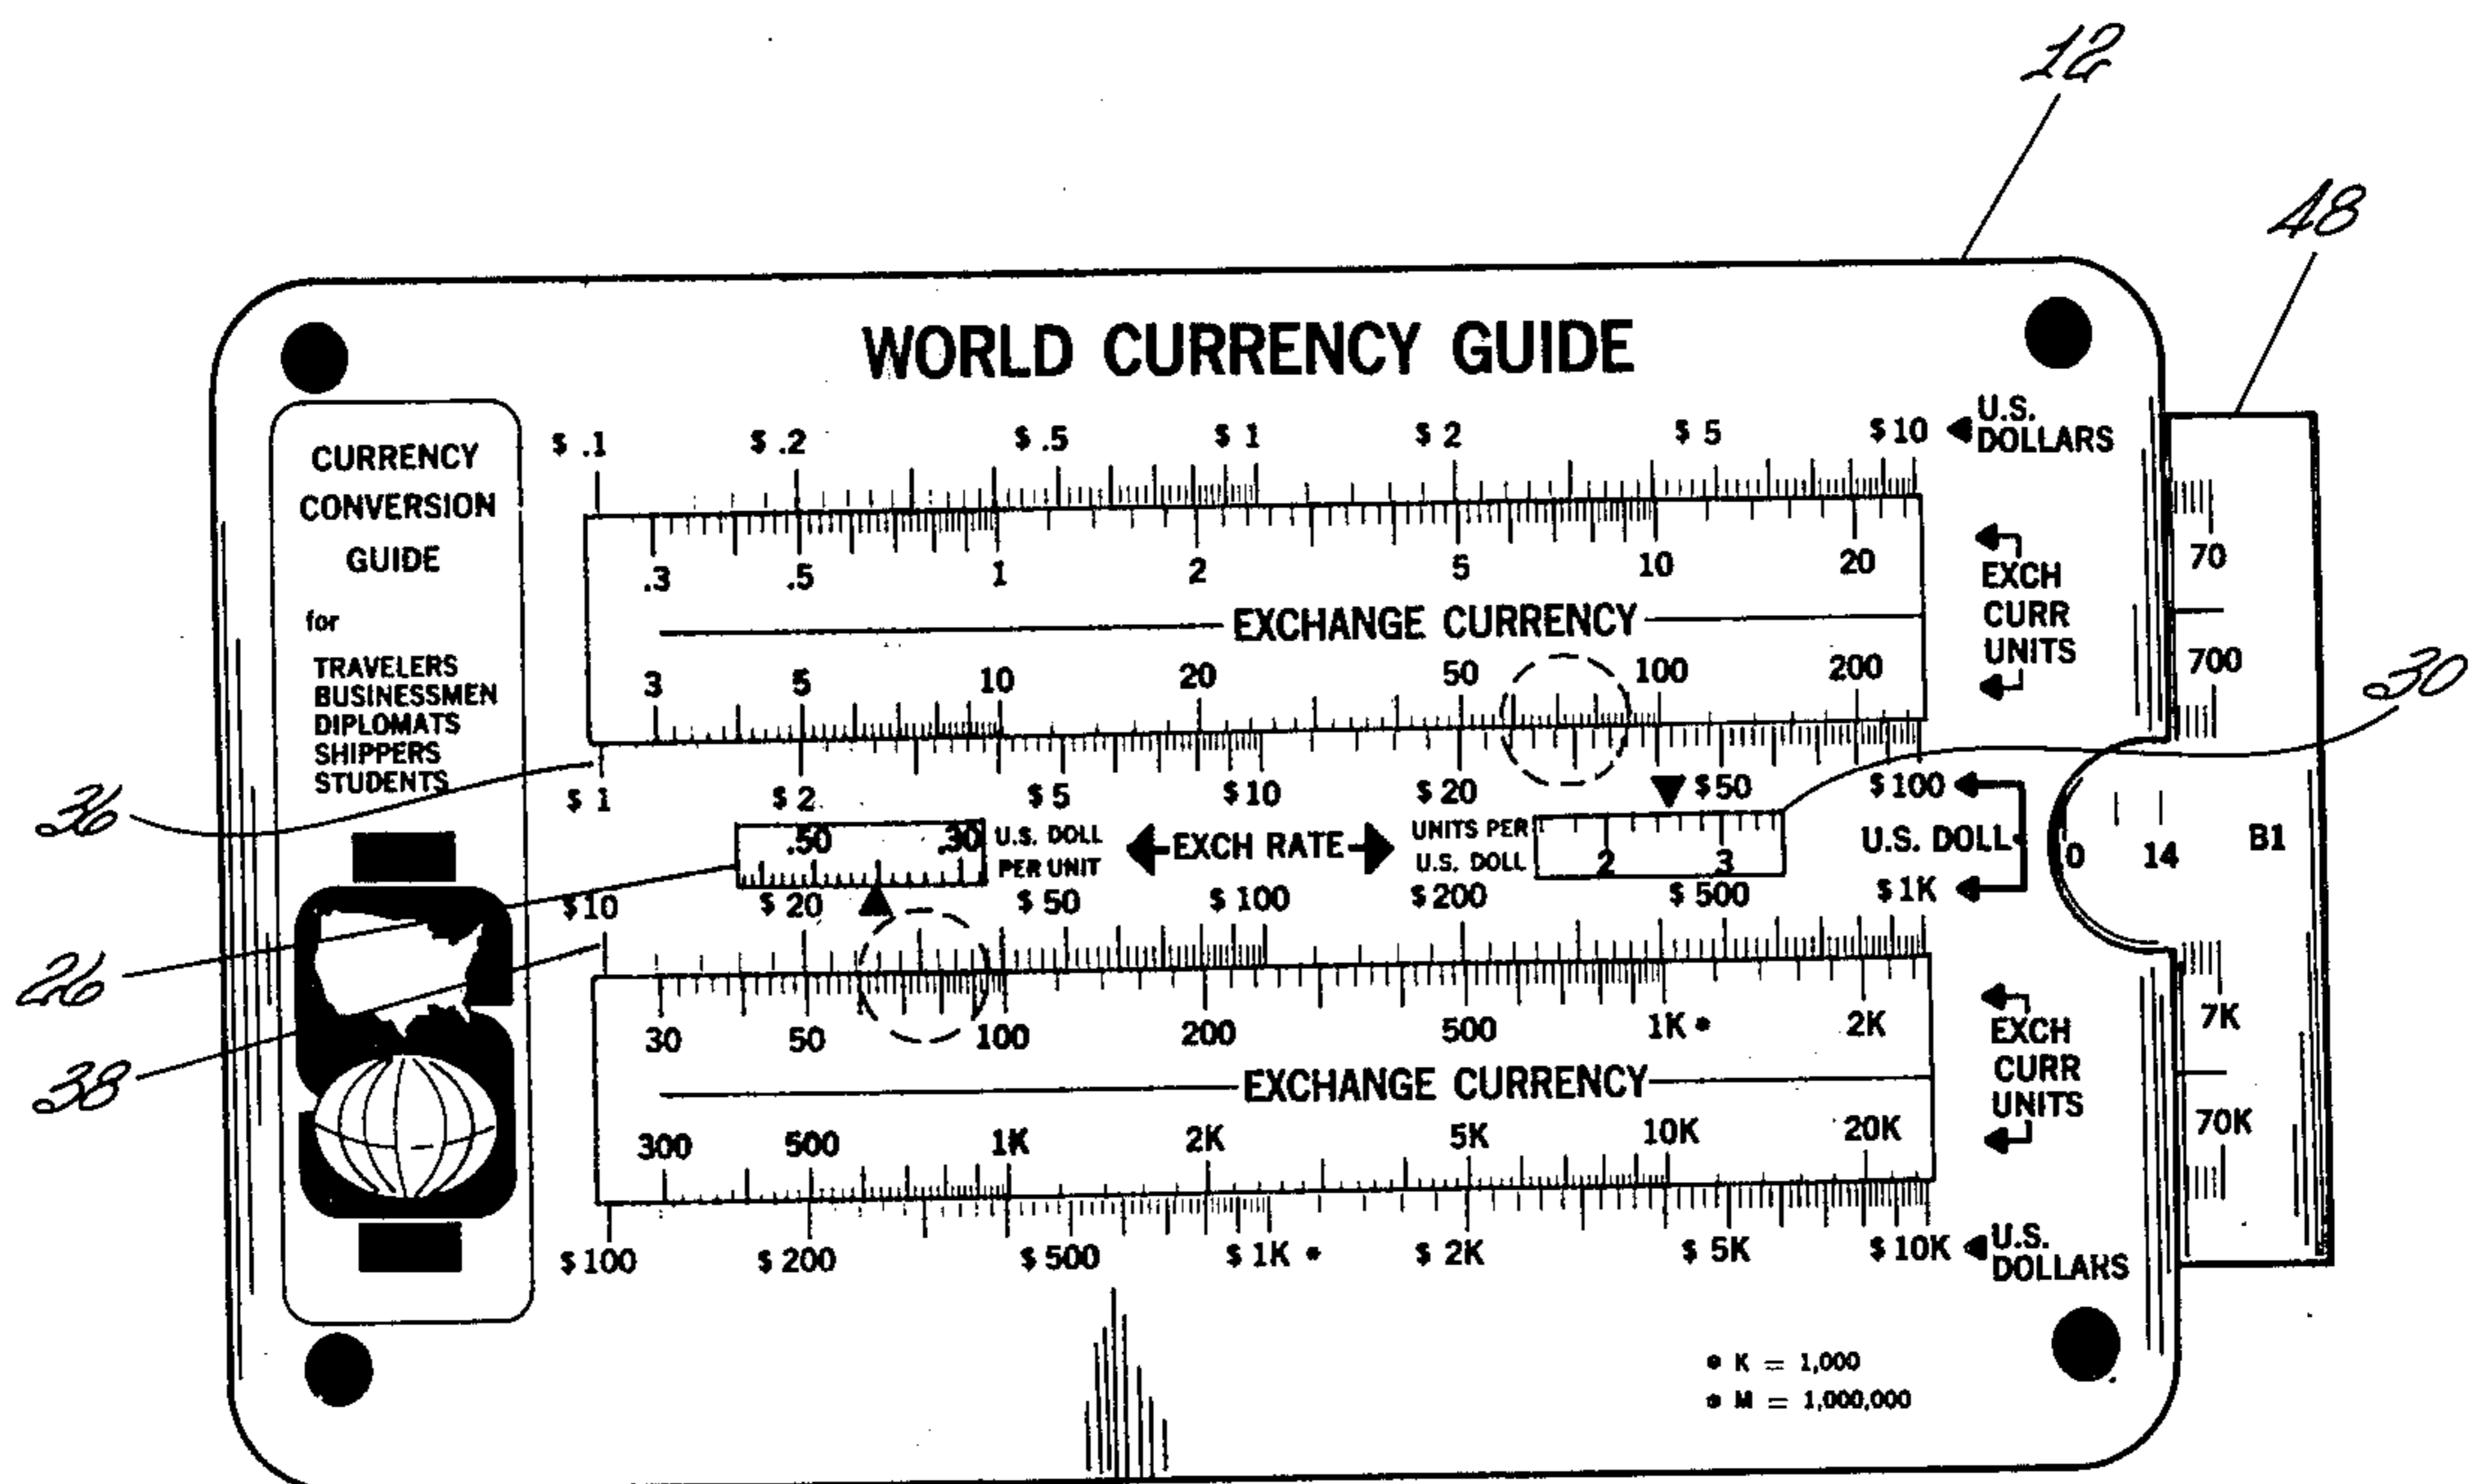 12
48
WORLD CURRENCY GUIDE
CURRENCY
CONVERSION
GUIDE
for
TRAVELERS
BUSINESSMEN
DIPLOMATS
SHIPPERS
STUDENTS
$ .1 $ .2 $ .5 $ 1 $ 2 $ 5 $10 U.S. DOLLARS
.3 .5 1 2 5 10 20
70
EXCHANGE CURRENCY
EXCH
CURR
UNITS
3 5 10 20 50 100 200
700
30
36
$ 1 $ 2 $ 5 $10 $ 20 $50 $100
.50 .30 U.S. DOLL
PER UNIT
EXCH RATE
UNITS PER
U.S. DOLL
2 3
U.S. DOLL
0 14 B1
$10 $ 20 $ 50 $ 100 $200 $ 500 $1K
26
38
30 50 100 200 500 1K * 2K
7K
EXCHANGE CURRENCY
EXCH
CURR
UNITS
300 500 1K 2K 5K 10K 20K
70K
$100 $200 $500 $1K * $2K $5K $10K U.S. DOLLARS
* K = 1,000
* M = 1,000,000